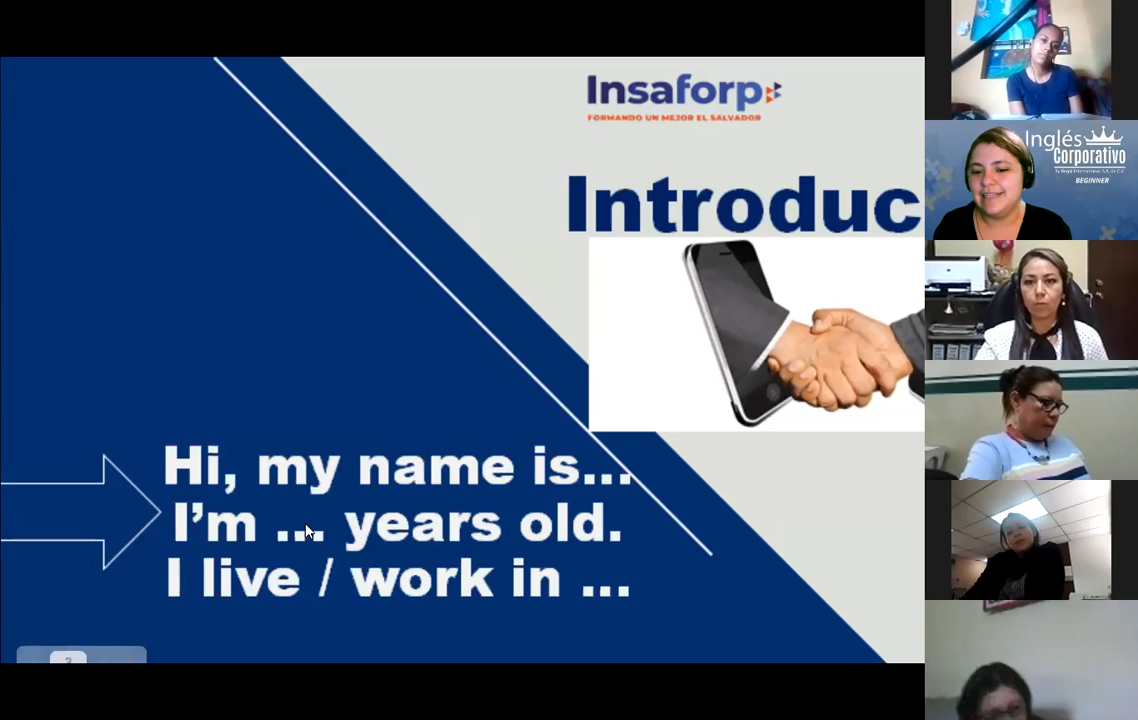 Insaforp
FORMANDO UN MEJOR EL SALVADOR
Introduc
Hi, my name is...
I'm ... years old.
I live / work in ...
Inglés
Corporativo
BEGINNER